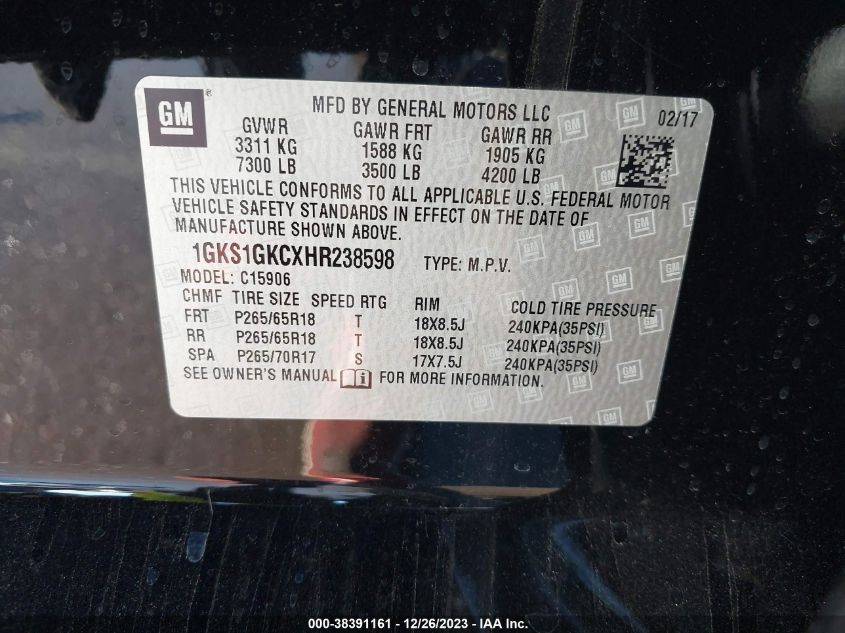 GM ®
MFD BY GENERAL MOTORS LLC 02/17
GVWR GAWR FRT GAWR RR
3311 KG 1588 KG 1905 KG
7300 LB 3500 LB 4200 LB
THIS VEHICLE CONFORMS TO ALL APPLICABLE U.S. FEDERAL MOTOR
VEHICLE SAFETY STANDARDS IN EFFECT ON THE DATE OF
MANUFACTURE SHOWN ABOVE.
1GKS1GKCXHR238598 TYPE: M.P.V.
MODEL: C15906
CHMF TIRE SIZE SPEED RTG RIM COLD TIRE PRESSURE
FRT P265/65R18 T 18X8.5J 240KPA(35PSI)
RR P265/65R18 T 18X8.5J 240KPA(35PSI)
SPA P265/70R17 S 17X7.5J 240KPA(35PSI)
SEE OWNER'S MANUAL FOR MORE INFORMATION.
000-38391161 - 12/26/2023 - IAA Inc.